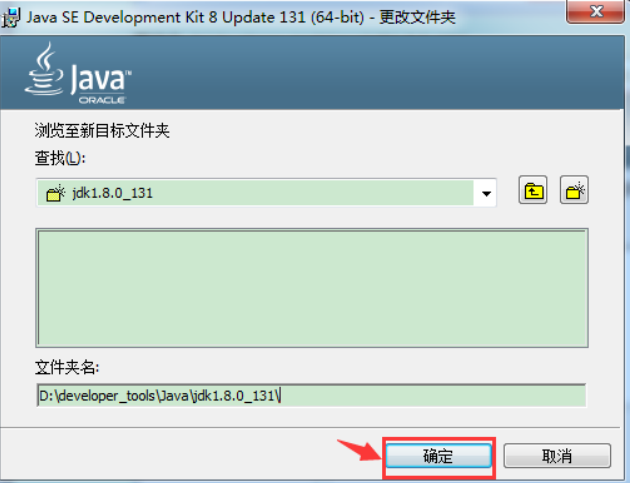 Java SE Development Kit 8 Update 131 (64-bit) - 更改文件夹
Java™
ORACLE
浏览至新目标文件夹
查找(L):
jdk1.8.0_131
文件夹名:
D:\developer_tools\Java\jdk1.8.0_131\
确定
取消